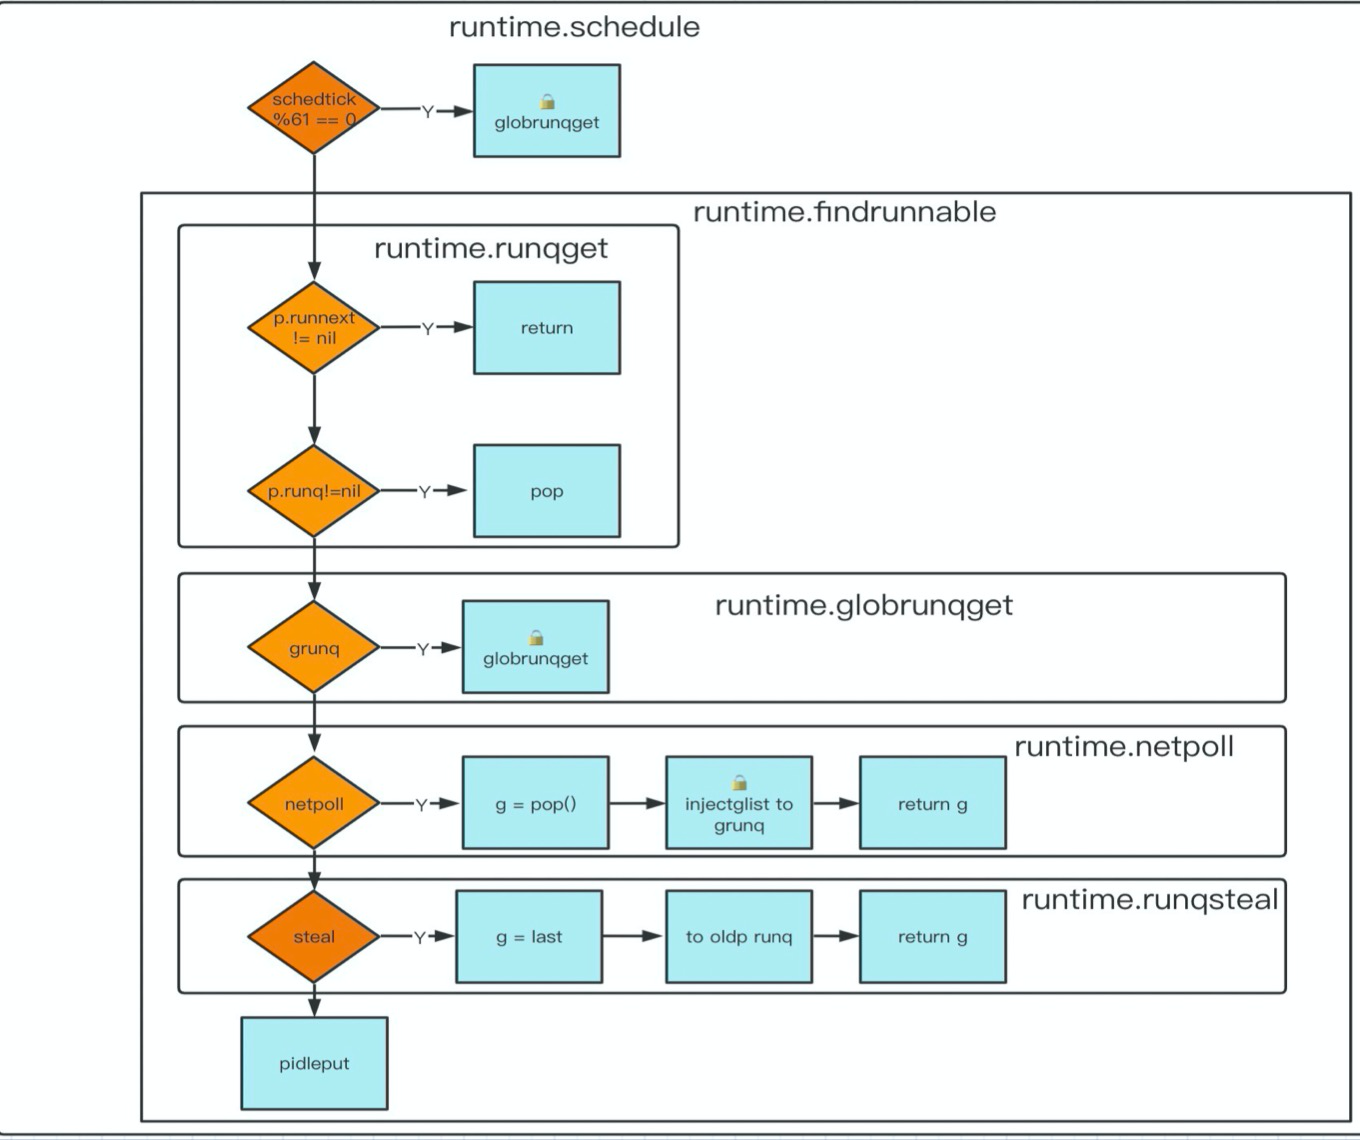 runtime.schedule
schedtick
%61 == 0
Y
globrunqget
runtime.findrunnable
runtime.runqget
p.runnext
!= nil
Y
return
p.runq!=nil
Y
pop
runtime.globrunqget
grunq
Y
globrunqget
runtime.netpoll
netpoll
Y
g = pop()
injectglist to
grunq
return g
runtime.runqsteal
steal
Y
g = last
to oldp runq
return g
pidleput